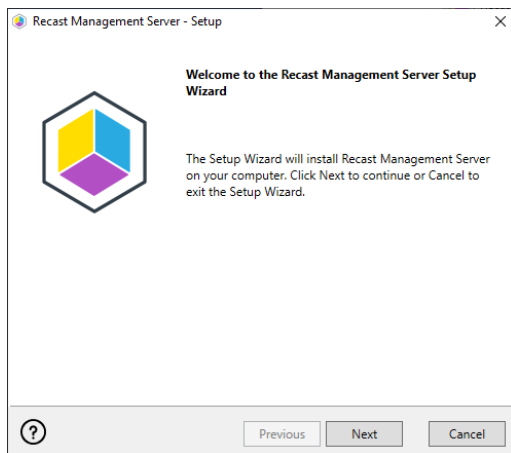 Recast Management Server - Setup
Welcome to the Recast Management Server Setup
Wizard
The Setup Wizard will install Recast Management Server
on your computer. Click Next to continue or Cancel to
exit the Setup Wizard.
?
Previous
Next
Cancel